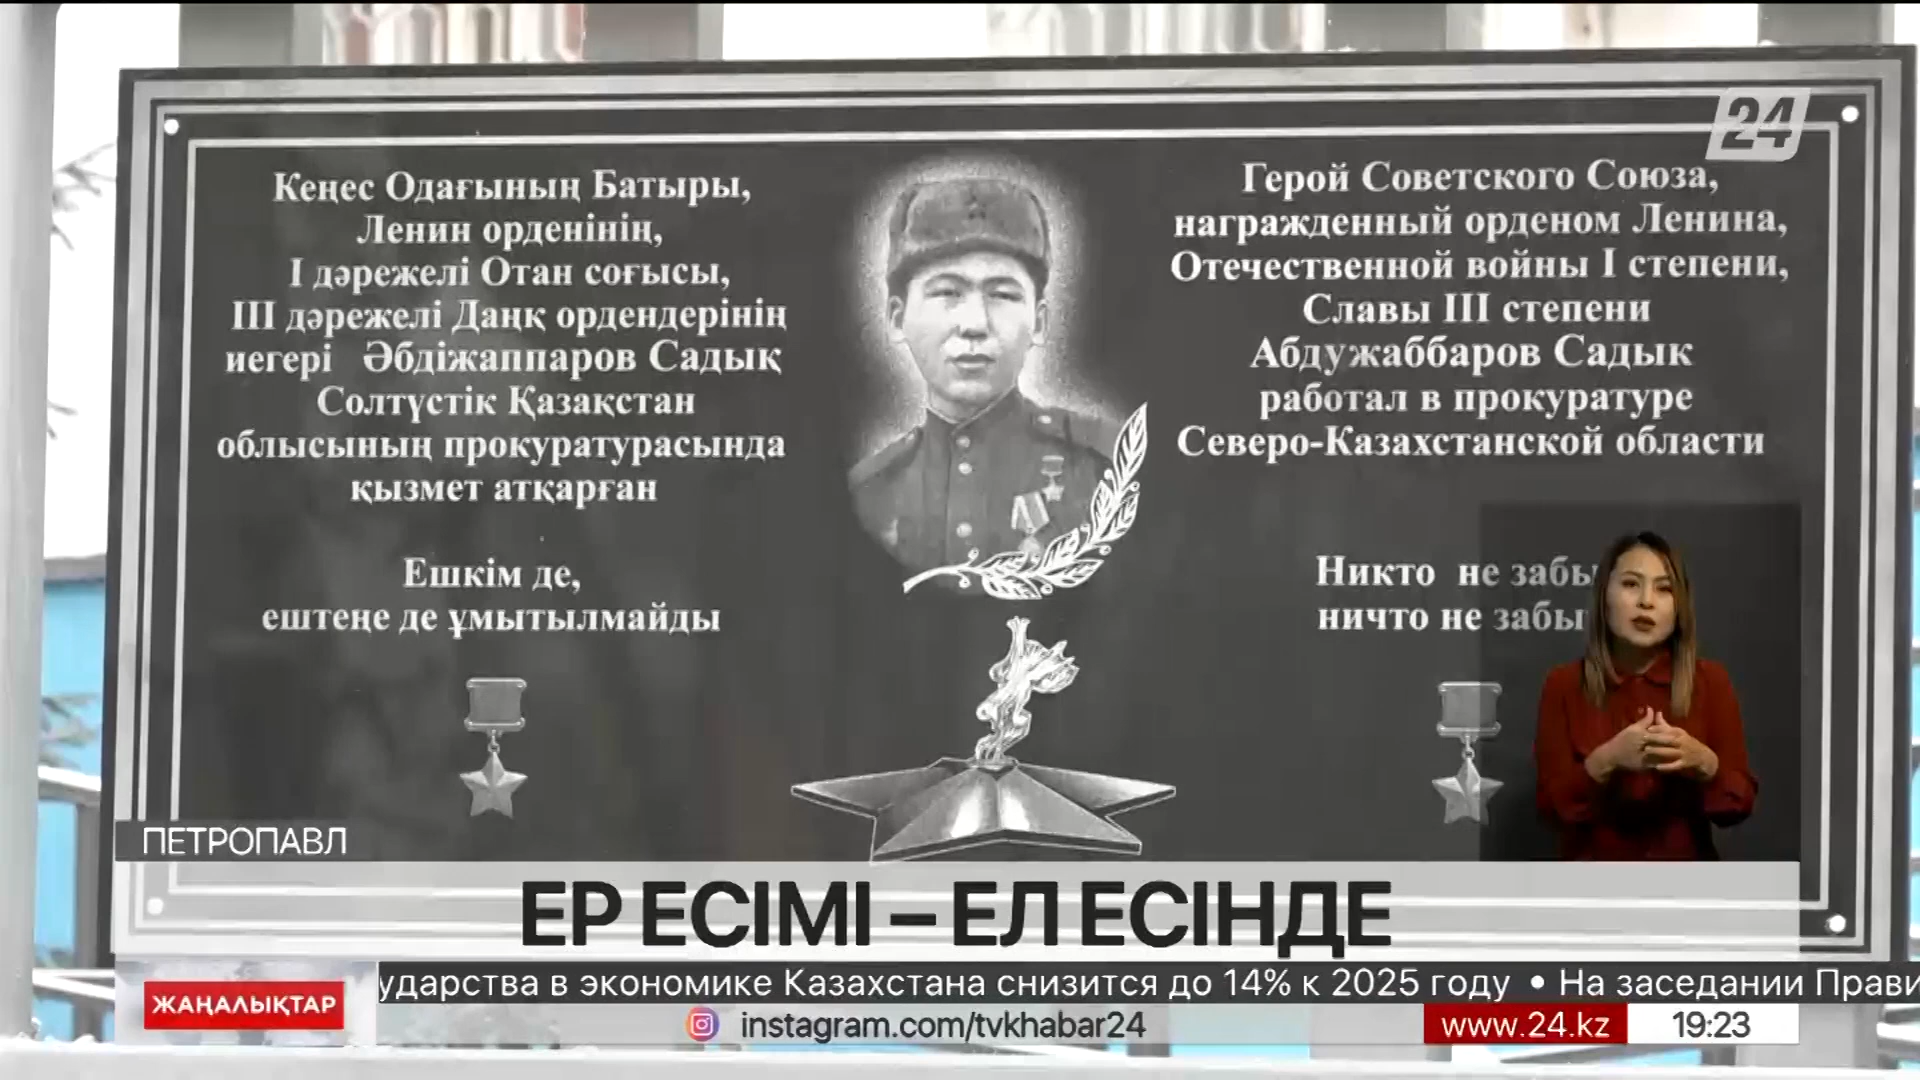 24
Кеңес Одағының Батыры,
Ленин орденінің,
І дәрежелі Отан соғысы,
ІІІ дәрежелі Даңқ ордендерінің
иегері Әбдіжаппаров Садық
Солтүстік Қазақстан
облысының прокуратурасында
қызмет атқарған
Ешкім де,
ештеңе де ұмытылмайды
Герой Советского Союза,
награжденный орденом Ленина,
Отечественной войны I степени,
Славы III степени
Абдужаббаров Садык
работал в прокуратуре
Северо-Казахстанской области
Никто не забы
ничто не забы
ПЕТРОПАВЛ
ЕР ЕСІМІ – ЕЛ ЕСІНДЕ
ЖАҢАЛЫҚТАР
ударства в экономике Казахстана снизится до 14% к 2025 году • На заседании Прави
instagram.com/tvkhabar24
www.24.kz
19:23